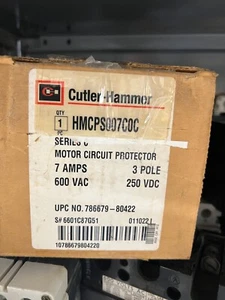 Cutler-Hammer
QTY
1
PC
HMCPS007C0C
SERIES C
MOTOR CIRCUIT PROTECTOR
7 AMPS 3 POLE
600 VAC 250 VDC
UPC NO. 786679-80422
S# 6601C87G51 011022I
10786679804220